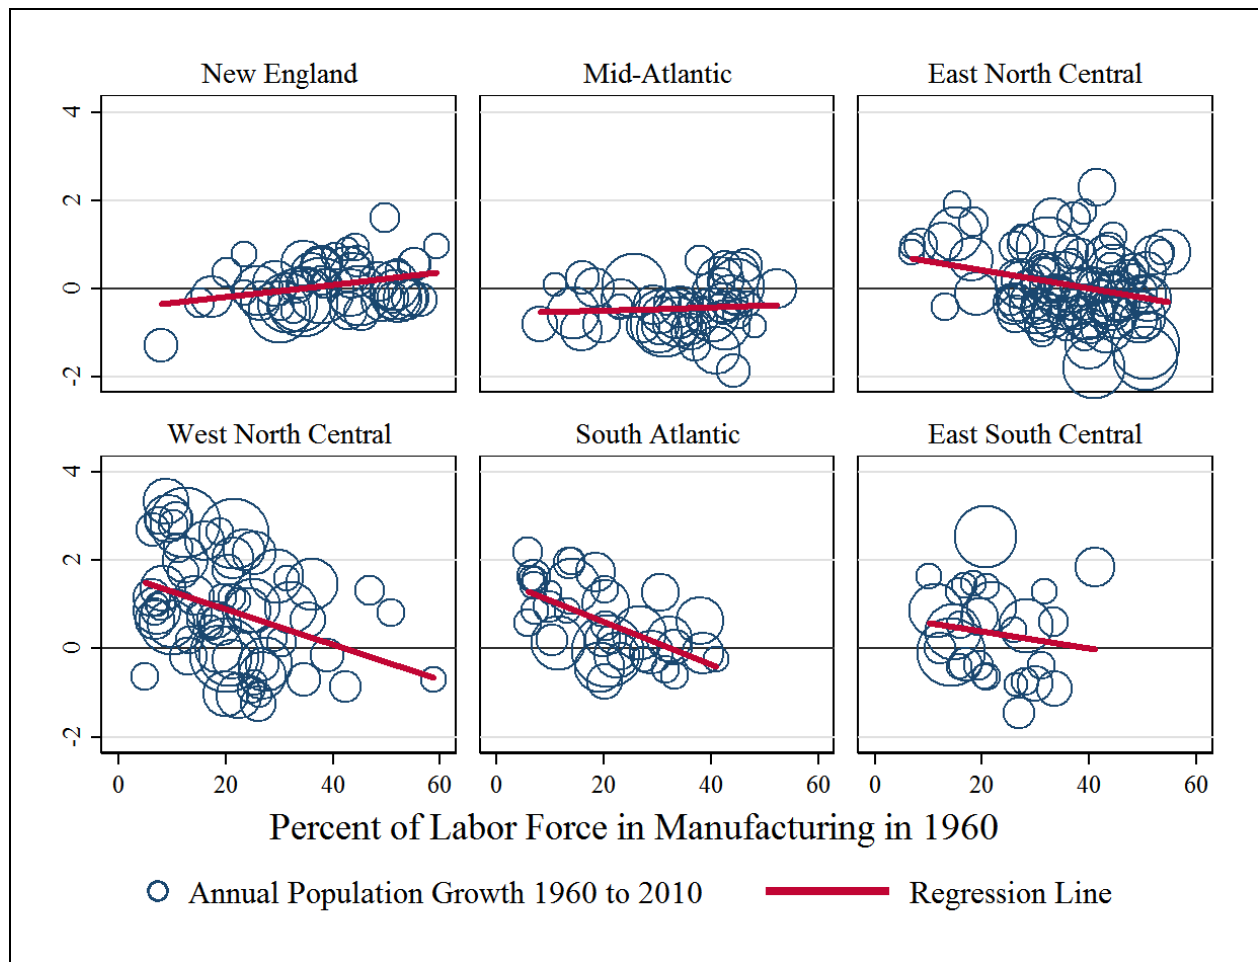 New England Mid-Atlantic East North Central
4
2
0
-2
West North Central South Atlantic East South Central
4
2
0
-2
0 20 40 60 0 20 40 60 0 20 40 60
Percent of Labor Force in Manufacturing in 1960
Annual Population Growth 1960 to 2010 Regression Line